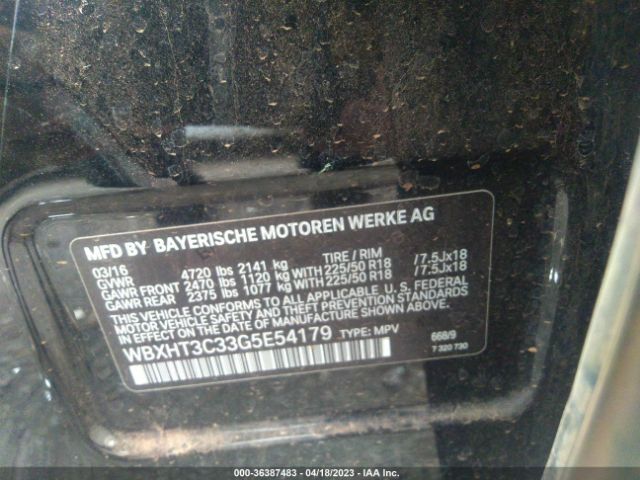 MFD BY BAYERISCHE MOTOREN WERKE AG
03/16 TIRE / RIM
GVWR 4720 lbs 2141 kg
GAWR FRONT 2470 lbs 1120 kg WITH 225/50 R18 /7.5Jx18
GAWR REAR 2375 lbs 1077 kg WITH 225/50 R18 /7.5Jx18
THIS VEHICLE CONFORMS TO ALL APPLICABLE U. S. FEDERAL
MOTOR VEHICLE SAFETY, BUMPER, AND THEFT PREVENTION STANDARDS
IN EFFECT ON THE DATE OF MANUFACTURE SHOWN ABOVE.
WBXHT3C33G5E54179 TYPE: MPV
668/9
7 320 730
000-36387483 - 04/18/2023 - IAA Inc.